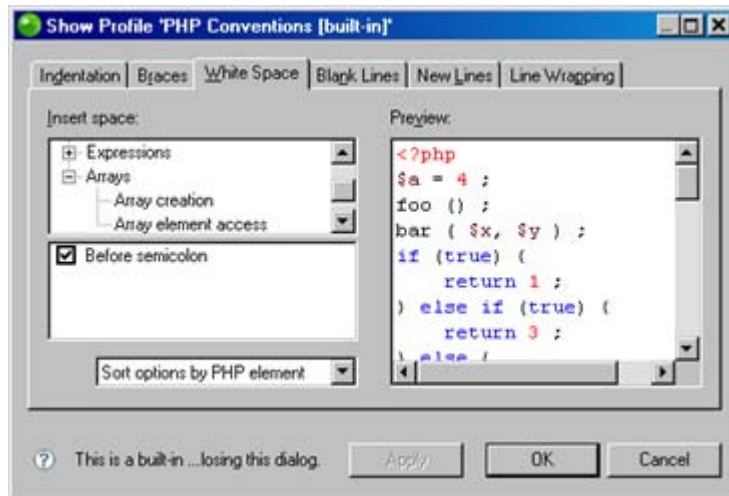 Show Profile 'PHP Conventions [built-in]'
Indentation Braces White Space Blank Lines New Lines Line Wrapping
Insert space:
Expressions
Arrays
Array creation
Array element access
Before semicolon
Sort options by PHP element
Preview:
<?php
$a = 4 ;
foo () ;
bar ( $x, $y ) ;
if (true) {
return 1 ;
} else if (true) {
return 3 ;
} else {
This is a built-in ...losing this dialog.
Apply
OK
Cancel